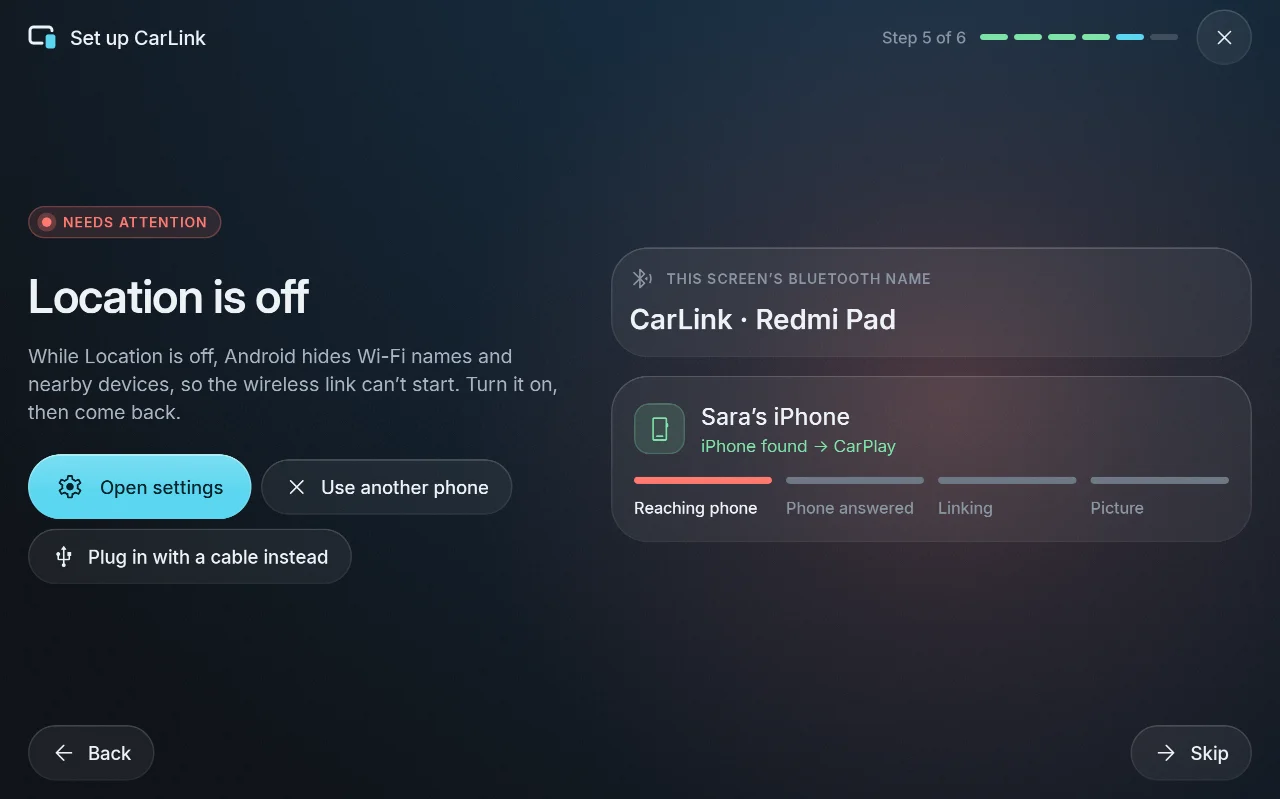 Set up CarLink
Step 5 of 6
NEEDS ATTENTION
Location is off
While Location is off, Android hides Wi-Fi names and
nearby devices, so the wireless link can’t start. Turn it on,
then come back.
Open settings
Use another phone
Plug in with a cable instead
THIS SCREEN’S BLUETOOTH NAME
CarLink · Redmi Pad
Sara’s iPhone
iPhone found → CarPlay
Reaching phone
Phone answered
Linking
Picture
Back
Skip